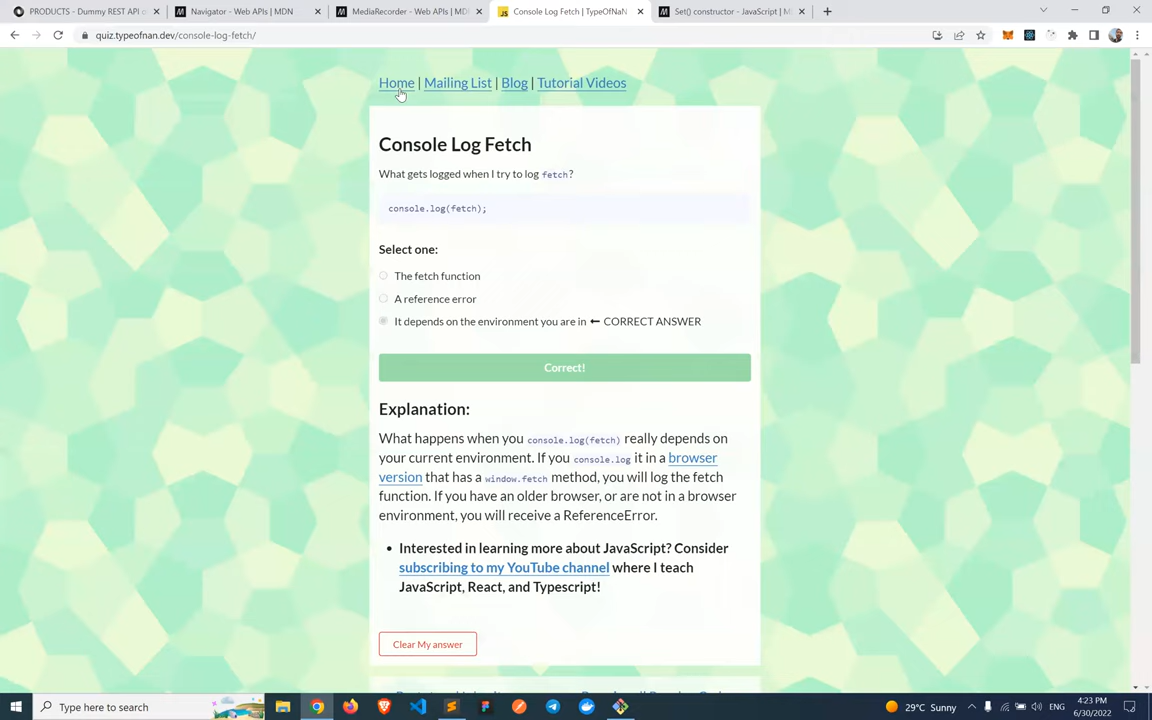 PRODUCTS - Dummy REST API
Navigator - Web APIs | MDN
MediaRecorder - Web APIs | MD
Console Log Fetch | TypeOfNaN
Set() constructor - JavaScript | M
quiz.typeofnan.dev/console-log-fetch/
Home | Mailing List | Blog | Tutorial Videos
Console Log Fetch
What gets logged when I try to log fetch?
console.log(fetch);
Select one:
The fetch function
A reference error
It depends on the environment you are in ← CORRECT ANSWER
Correct!
Explanation:
What happens when you console.log(fetch) really depends on
your current environment. If you console.log it in a browser
version that has a window.fetch method, you will log the fetch
function. If you have an older browser, or are not in a browser
environment, you will receive a ReferenceError.
• Interested in learning more about JavaScript? Consider
subscribing to my YouTube channel where I teach
JavaScript, React, and Typescript!
Clear My answer
Type here to search
29°C Sunny
ENG
4:23 PM
6/30/2022